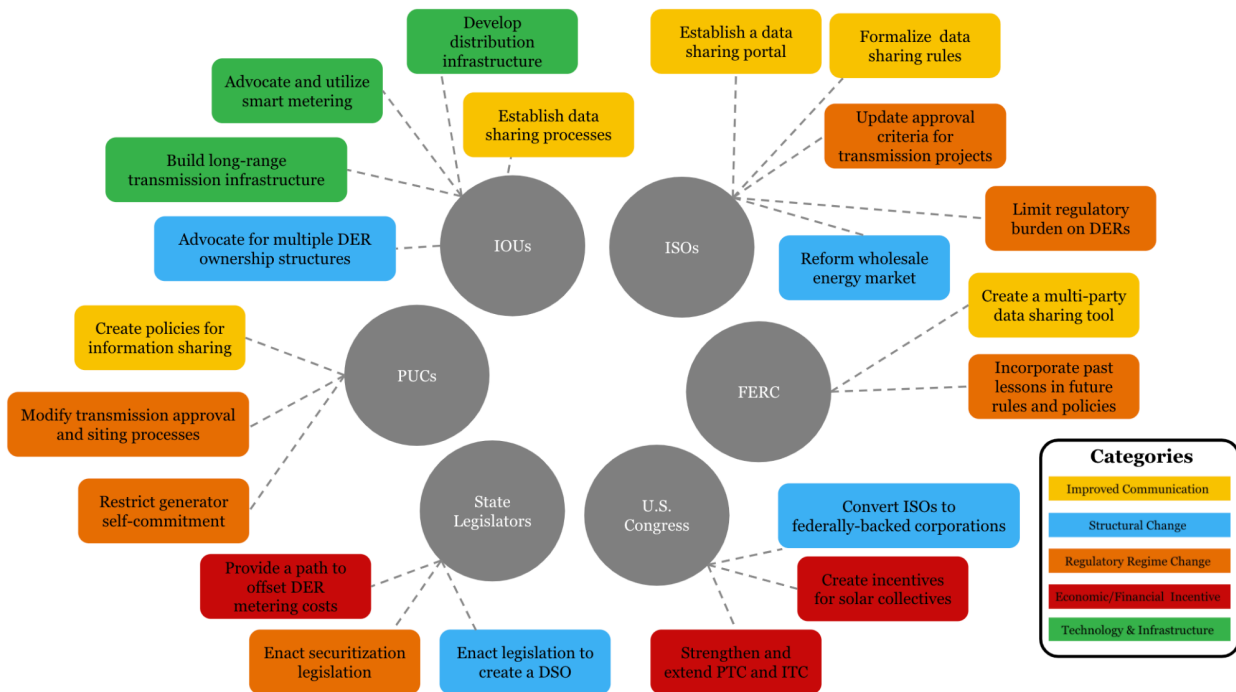 Develop
distribution
infrastructure
Establish a data
sharing portal
Formalize data
sharing rules
Advocate and utilize
smart metering
Establish data
sharing processes
Update approval
criteria for
transmission projects
Build long-range
transmission infrastructure
Limit regulatory
burden on DERs
Advocate for multiple DER
ownership structures
IOUs
ISOs
Reform wholesale
energy market
Create a multi-party
data sharing tool
Create policies for
information sharing
PUCs
FERC
Incorporate past
lessons in future
rules and policies
Modify transmission approval
and siting processes
Restrict generator
self-commitment
State
Legislators
U.S.
Congress
Convert ISOs to
federally-backed corporations
Provide a path to
offset DER
metering costs
Create incentives
for solar collectives
Enact securitization
legislation
Enact legislation to
create a DSO
Strengthen and
extend PTC and ITC
Categories
Improved Communication
Structural Change
Regulatory Regime Change
Economic/Financial Incentive
Technology & Infrastructure